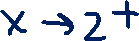 x → 2⁺